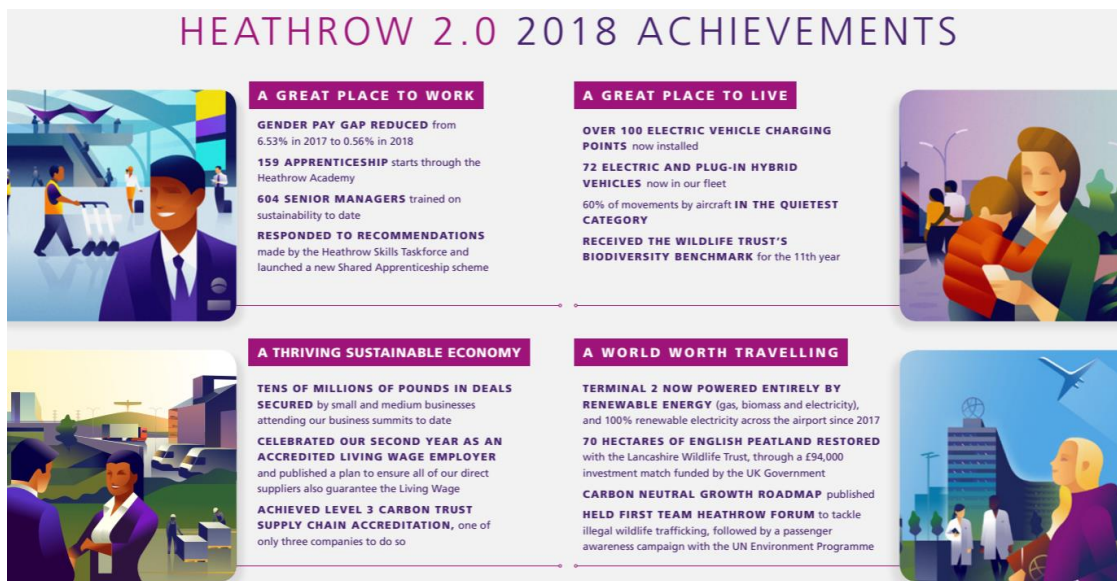 HEATHROW 2.0 2018 ACHIEVEMENTS
A GREAT PLACE TO WORK
GENDER PAY GAP REDUCED from
6.53% in 2017 to 0.56% in 2018
159 APPRENTICESHIP starts through the
Heathrow Academy
604 SENIOR MANAGERS trained on
sustainability to date
RESPONDED TO RECOMMENDATIONS
made by the Heathrow Skills Taskforce and
launched a new Shared Apprenticeship scheme
A GREAT PLACE TO LIVE
OVER 100 ELECTRIC VEHICLE CHARGING
POINTS now installed
72 ELECTRIC AND PLUG-IN HYBRID
VEHICLES now in our fleet
60% of movements by aircraft IN THE QUIETEST
CATEGORY
RECEIVED THE WILDLIFE TRUST'S
BIODIVERSITY BENCHMARK for the 11th year
A THRIVING SUSTAINABLE ECONOMY
TENS OF MILLIONS OF POUNDS IN DEALS
SECURED by small and medium businesses
attending our business summits to date
CELEBRATED OUR SECOND YEAR AS AN
ACCREDITED LIVING WAGE EMPLOYER
and published a plan to ensure all of our direct
suppliers also guarantee the Living Wage
ACHIEVED LEVEL 3 CARBON TRUST
SUPPLY CHAIN ACCREDITATION, one of
only three companies to do so
A WORLD WORTH TRAVELLING
TERMINAL 2 NOW POWERED ENTIRELY BY
RENEWABLE ENERGY (gas, biomass and electricity),
and 100% renewable electricity across the airport since 2017
70 HECTARES OF ENGLISH PEATLAND RESTORED
with the Lancashire Wildlife Trust, through a £94,000
investment match funded by the UK Government
CARBON NEUTRAL GROWTH ROADMAP published
HELD FIRST TEAM HEATHROW FORUM to tackle
illegal wildlife trafficking, followed by a passenger
awareness campaign with the UN Environment Programme